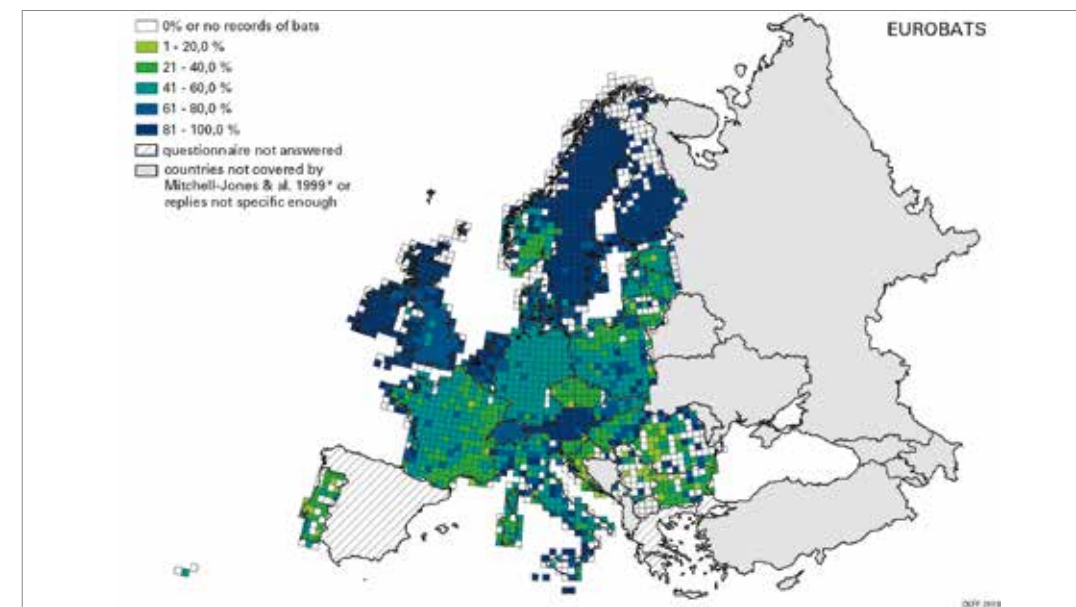 EUROBATS
0% or no records of bats
1 - 20,0 %
21 - 40,0 %
41 - 60,0 %
61 - 80,0 %
81 - 100,0 %
questionnaire not answered
countries not covered by
Mitchell-Jones & al. 1999* or
replies not specific enough